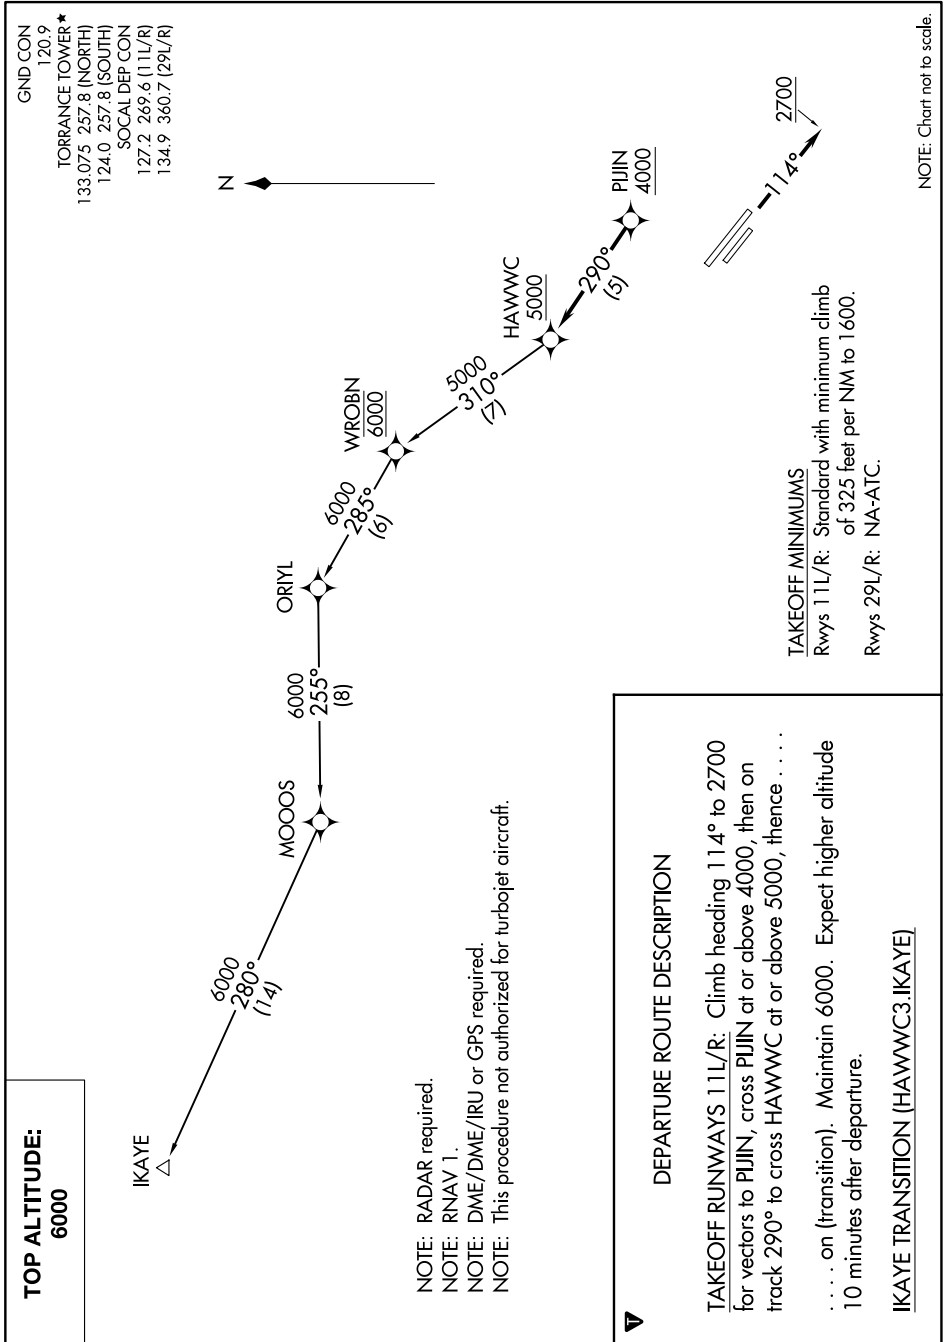 TOP ALTITUDE:
6000
GND CON
120.9
TORRANCE TOWER★
133.075 257.8 (NORTH)
124.0 257.8 (SOUTH)
SOCAL DEP CON
127.2 269.6 (11L/R)
134.9 360.7 (29L/R)
N
IKAYE
6000
280°
(14)
MOOOS
6000
255°
(8)
ORIYL
6000
285°
(6)
WROBN
6000
5000
310°
(7)
HAWWC
5000
290°
(5)
PIJIN
4000
114°
2700
NOTE: RADAR required.
NOTE: RNAV 1.
NOTE: DME/DME/IRU or GPS required.
NOTE: This procedure not authorized for turbojet aircraft.
TAKEOFF MINIMUMS
Rwys 11L/R: Standard with minimum climb
of 325 feet per NM to 1600.
Rwys 29L/R: NA-ATC.
NOTE: Chart not to scale.
T
DEPARTURE ROUTE DESCRIPTION
TAKEOFF RUNWAYS 11L/R: Climb heading 114° to 2700
for vectors to PIJIN, cross PIJIN at or above 4000, then on
track 290° to cross HAWWC at or above 5000, thence . . . .
. . . . on (transition). Maintain 6000. Expect higher altitude
10 minutes after departure.
IKAYE TRANSITION (HAWWC3.IKAYE)